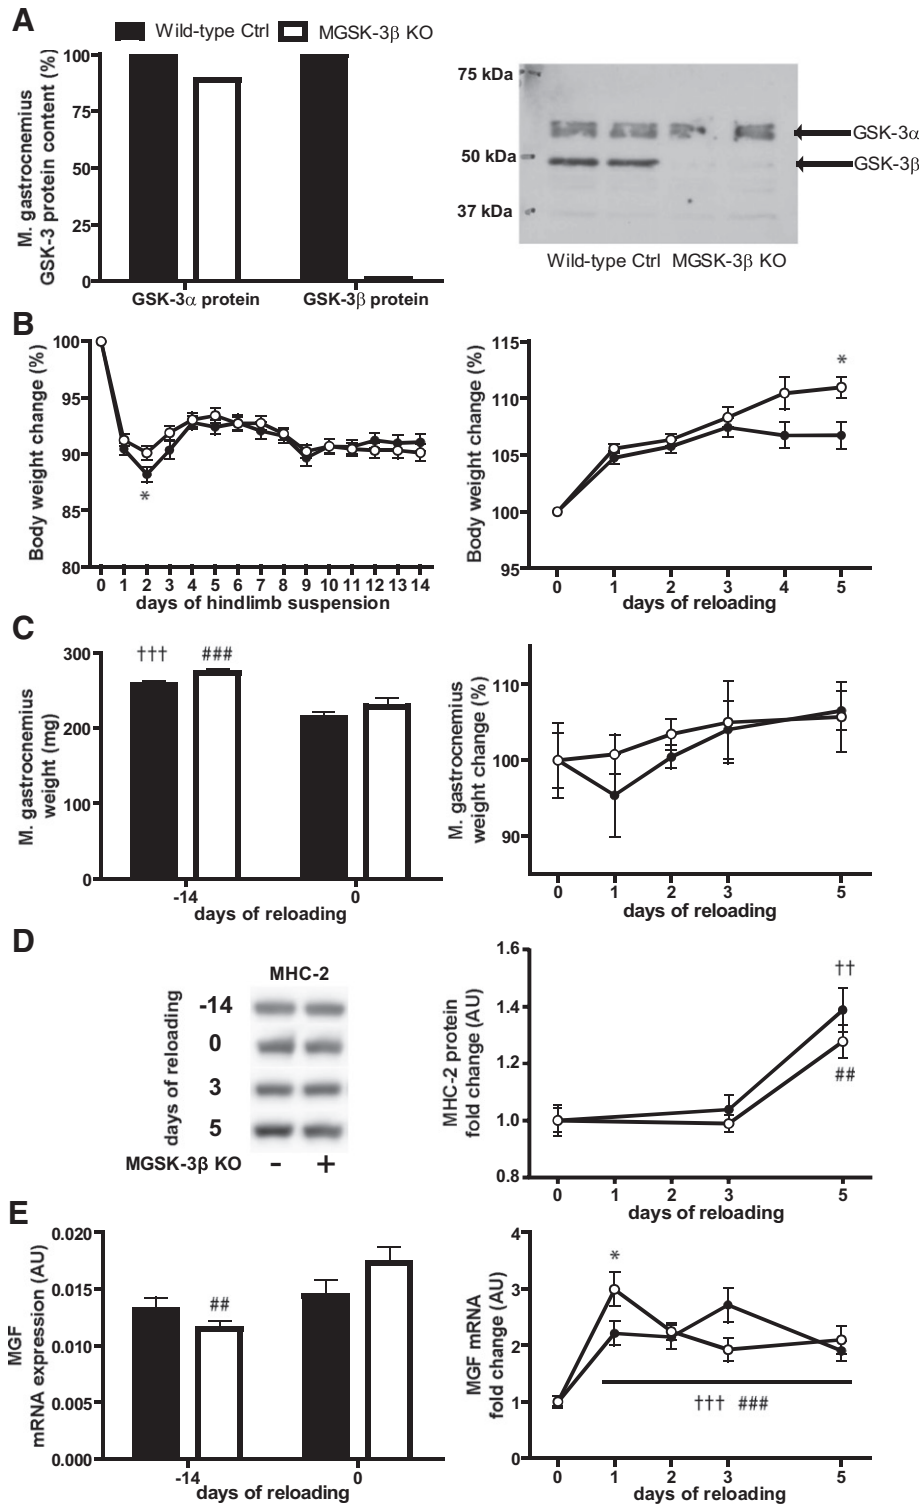 A
Wild-type Ctrl MGSK-3β KO
M. gastrocnemius
GSK-3 protein content (%)
100
75
50
25
0
GSK-3α protein GSK-3β protein
75 kDa
50 kDa
37 kDa
GSK-3α
GSK-3β
Wild-type Ctrl MGSK-3β KO
B
Body weight change (%)
100
95
90
85
80
*
0 1 2 3 4 5 6 7 8 9 10 11 12 13 14
days of hindlimb suspension
Body weight change (%)
115
110
105
100
95
*
0 1 2 3 4 5
days of reloading
C
M. gastrocnemius
weight (mg)
300
200
100
0
††† ###
-14 0
days of reloading
M. gastrocnemius
weight change (%)
110
100
90
0 1 2 3 5
days of reloading
D
MHC-2
days of reloading
-14
0
3
5
MGSK-3β KO - +
MHC-2 protein
fold change (AU)
1.6
1.4
1.2
1.0
0.8
††
##
0 1 2 3 5
days of reloading
E
MGF
mRNA expression (AU)
0.020
0.015
0.010
0.005
0.000
##
-14 0
days of reloading
MGF mRNA
fold change (AU)
4
3
2
1
0
*
††† ###
0 1 2 3 5
days of reloading